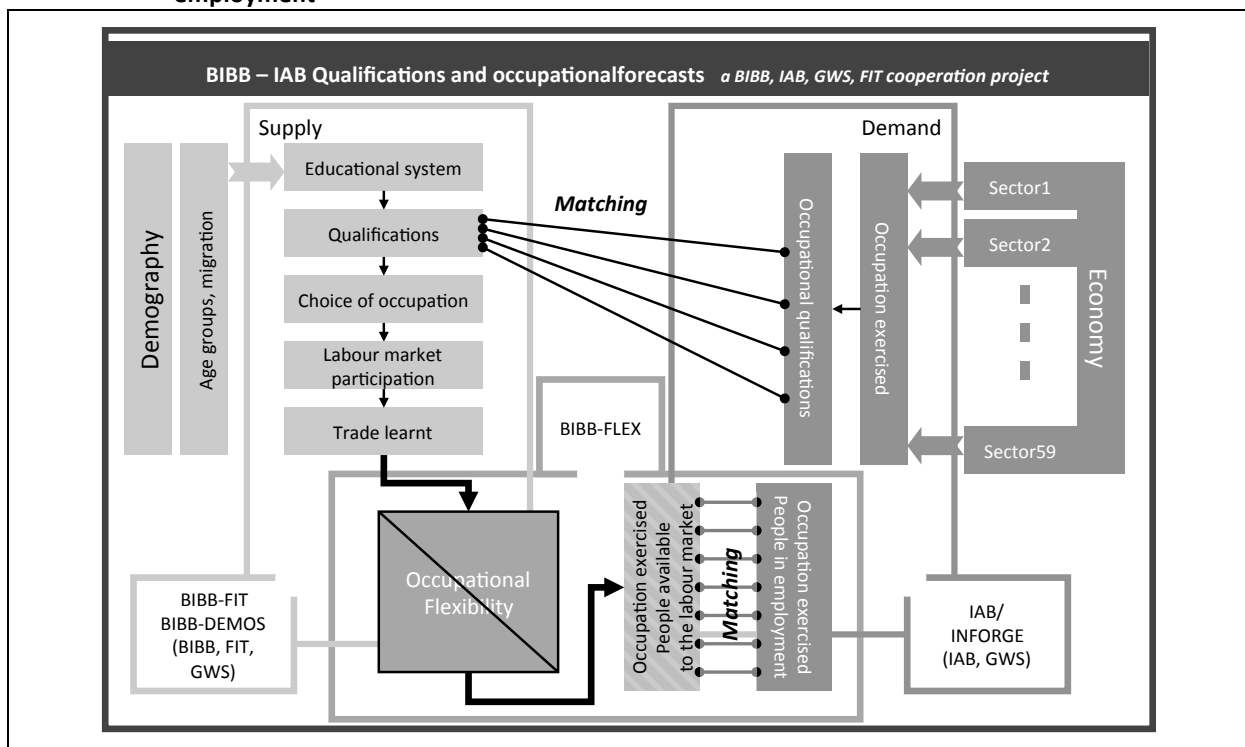 employment
BIBB – IAB Qualifications and occupationalforecasts a BIBB, IAB, GWS, FIT cooperation project
Supply
Demand
Demography
Age groups, migration
Educational system
Qualifications
Choice of occupation
Labour market
participation
Trade learnt
Matching
Occupational qualifications
Occupation exercised
Sector1
Sector2
Sector59
Economy
BIBB-FLEX
Occupational
Flexibility
Occupation exercised
People available
to the labour market
Matching
Occupation exercised
People in employment
BIBB-FIT
BIBB-DEMOS
(BIBB, FIT,
GWS)
IAB/
INFORGE
(IAB, GWS)